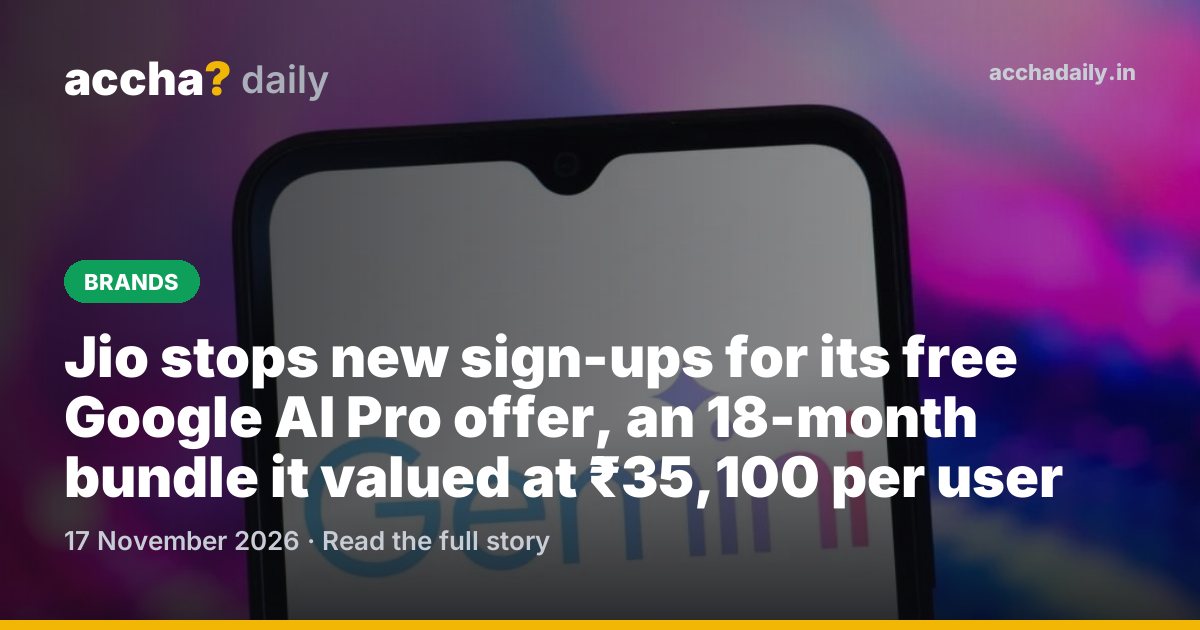 accha? daily
acchadaily.in
BRANDS
Jio stops new sign-ups for its free
Google AI Pro offer, an 18-month
bundle it valued at ₹35,100 per user
Gemini
17 November 2026 · Read the full story